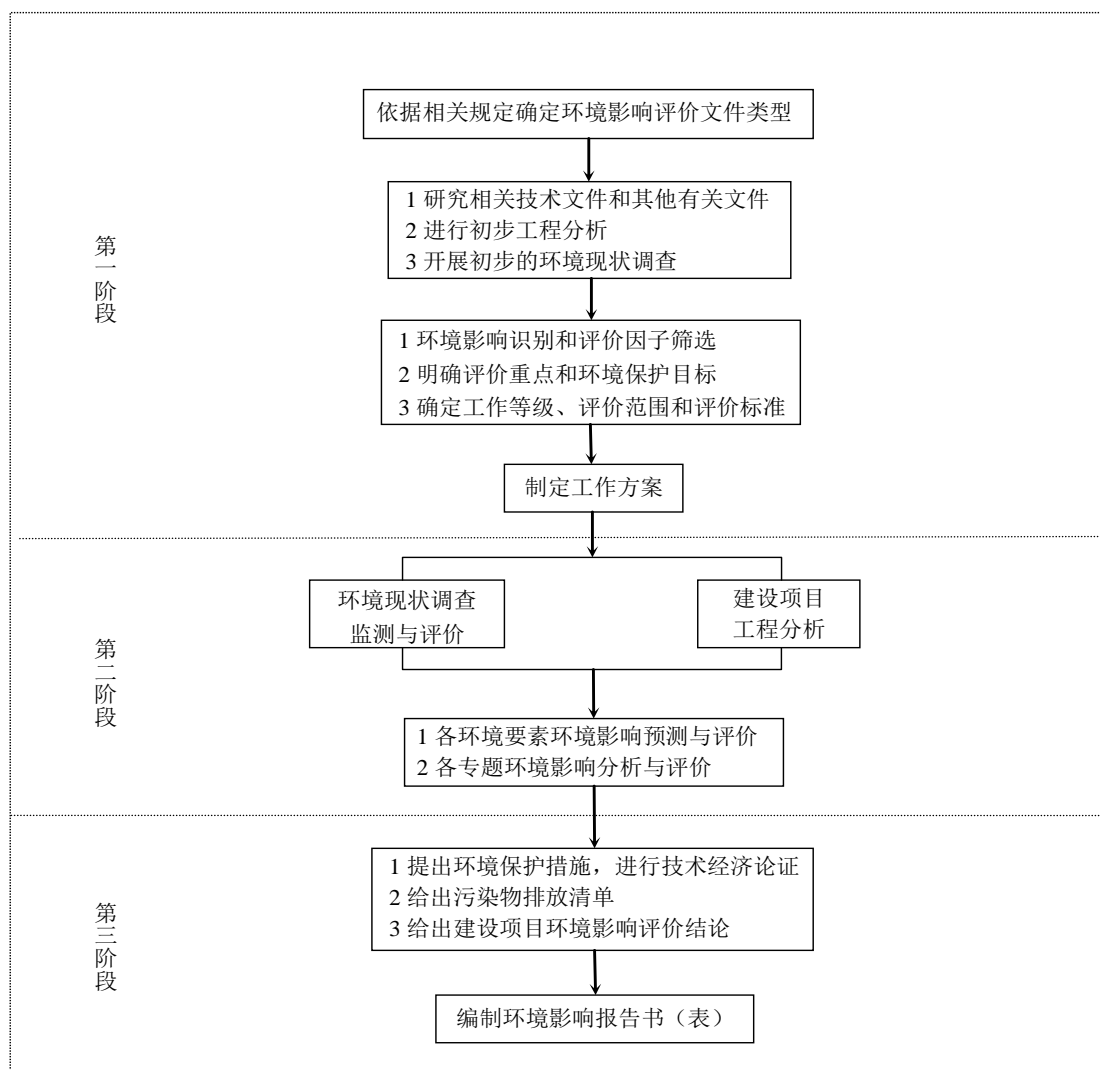 依据相关规定确定环境影响评价文件类型
1 研究相关技术文件和其他有关文件
2 进行初步工程分析
3 开展初步的环境现状调查
第一阶段
1 环境影响识别和评价因子筛选
2 明确评价重点和环境保护目标
3 确定工作等级、评价范围和评价标准
制定工作方案
环境现状调查
监测与评价
建设项目
工程分析
第二阶段
1 各环境要素环境影响预测与评价
2 各专题环境影响分析与评价
1 提出环境保护措施，进行技术经济论证
2 给出污染物排放清单
3 给出建设项目环境影响评价结论
第三阶段
编制环境影响报告书（表）